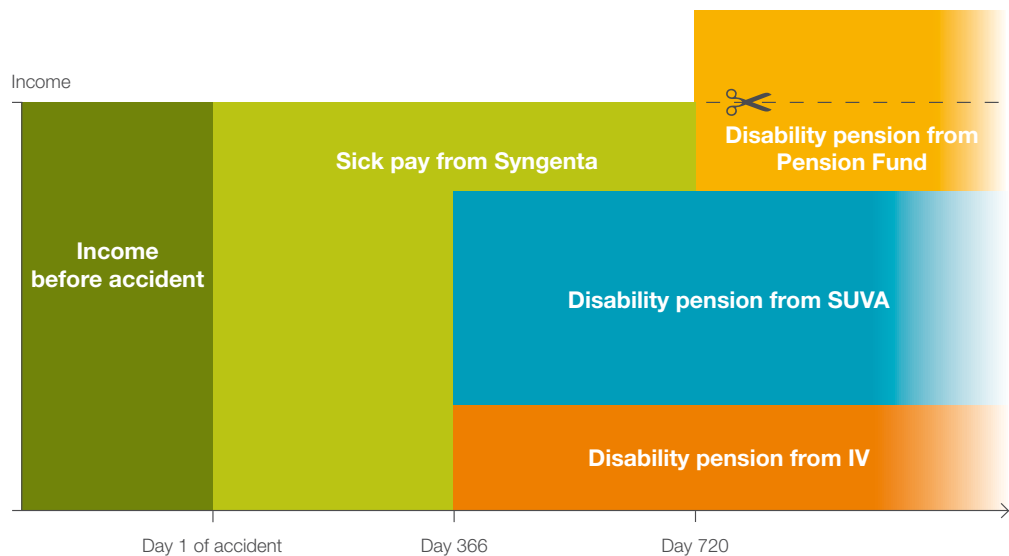 Income
Disability pension from
Pension Fund
Sick pay from Syngenta
Income
before accident
Disability pension from SUVA
Disability pension from IV
Day 1 of accident
Day 366
Day 720